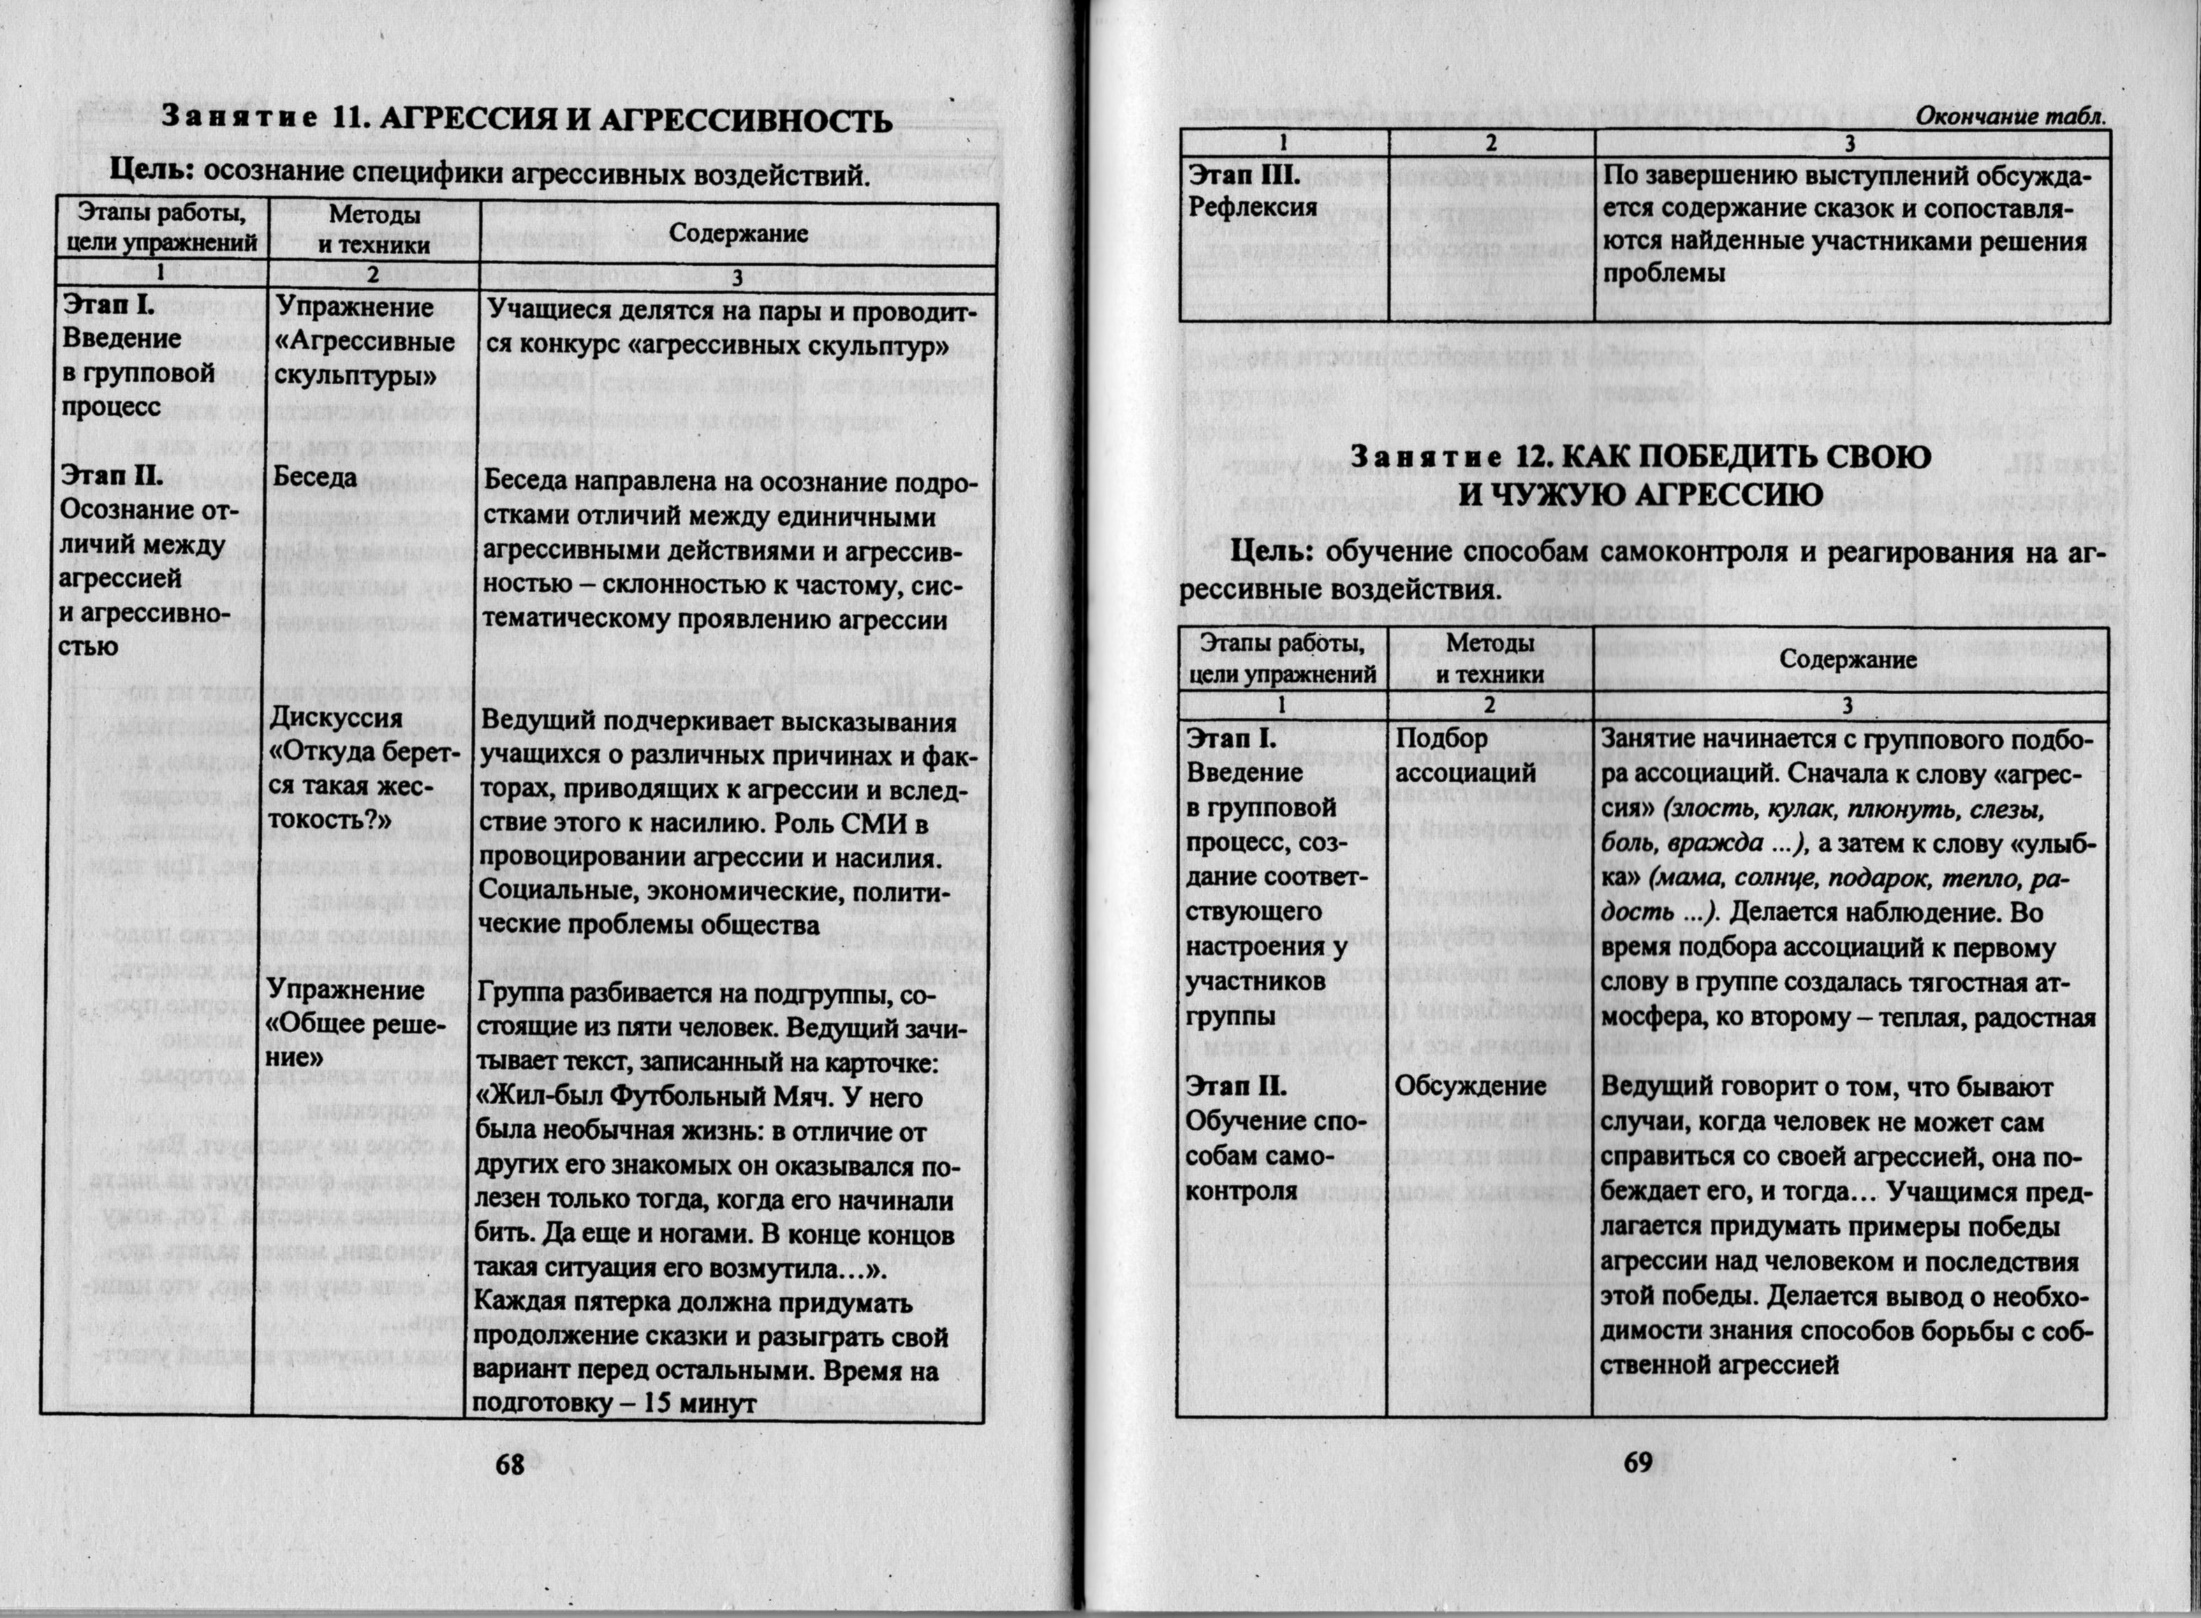 Занятие 11. АГРЕССИЯ И АГРЕССИВНОСТЬ
Цель: осознание специфики агрессивных воздействий.
Этапы работы,
цели упражнений
Методы
и техники
Содержание
1
2
3
Этап I.
Введение
в групповой
процесс
Упражнение
«Агрессивные
скульптуры»
Учащиеся делятся на пары и проводит-
ся конкурс «агрессивных скульптур»
Этап II.
Осознание от-
личий между
агрессией
и агрессивно-
стью
Беседа
Беседа направлена на осознание подро-
стками отличий между единичными
агрессивными действиями и агрессив-
ностью – склонностью к частому, сис-
тематическому проявлению агрессии
Дискуссия
«Откуда берет-
ся такая жес-
токость?»
Ведущий подчеркивает высказывания
учащихся о различных причинах и фак-
торах, приводящих к агрессии и вслед-
ствие этого к насилию. Роль СМИ в
провоцировании агрессии и насилия.
Социальные, экономические, полити-
ческие проблемы общества
Упражнение
«Общее реше-
ние»
Группа разбивается на подгруппы, со-
стоящие из пяти человек. Ведущий зачи-
тывает текст, записанный на карточке:
«Жил-был Футбольный Мяч. У него
была необычная жизнь: в отличие от
других его знакомых он оказывался по-
лезен только тогда, когда его начинали
бить. Да еще и ногами. В конце концов
такая ситуация его возмутила...».
Каждая пятерка должна придумать
продолжение сказки и разыграть свой
вариант перед остальными. Время на
подготовку – 15 минут
68
Окончание табл.
1
2
3
Этап III.
Рефлексия
По завершению выступлений обсужда-
ется содержание сказок и сопоставля-
ются найденные участниками решения
проблемы
Занятие 12. КАК ПОБЕДИТЬ СВОЮ
И ЧУЖУЮ АГРЕССИЮ
Цель: обучение способам самоконтроля и реагирования на аг-
рессивные воздействия.
Этапы работы,
цели упражнений
Методы
и техники
Содержание
1
2
3
Этап I.
Введение
в групповой
процесс, соз-
дание соответ-
ствующего
настроения у
участников
группы
Подбор
ассоциаций
Занятие начинается с группового подбо-
ра ассоциаций. Сначала к слову «агрес-
сия» (злость, кулак, плюнуть, слезы,
боль, вражда ...), а затем к слову «улыб-
ка» (мама, солнце, подарок, тепло, ра-
дость ...). Делается наблюдение. Во
время подбора ассоциаций к первому
слову в группе создалась тягостная ат-
мосфера, ко второму – теплая, радостная
Этап II.
Обучение спо-
собам само-
контроля
Обсуждение
Ведущий говорит о том, что бывают
случаи, когда человек не может сам
справиться со своей агрессией, она по-
беждает его, и тогда... Учащимся пред-
лагается придумать примеры победы
агрессии над человеком и последствия
этой победы. Делается вывод о необхо-
димости знания способов борьбы с соб-
ственной агрессией
69